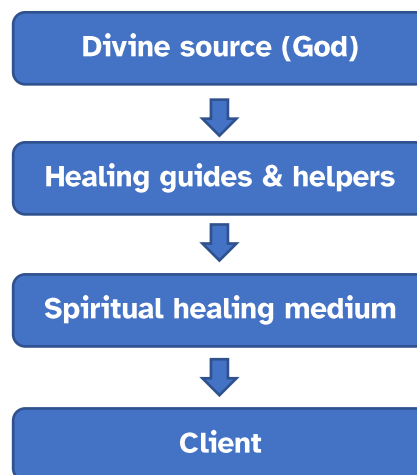 Divine source (God)
Healing guides & helpers
Spiritual healing medium
Client